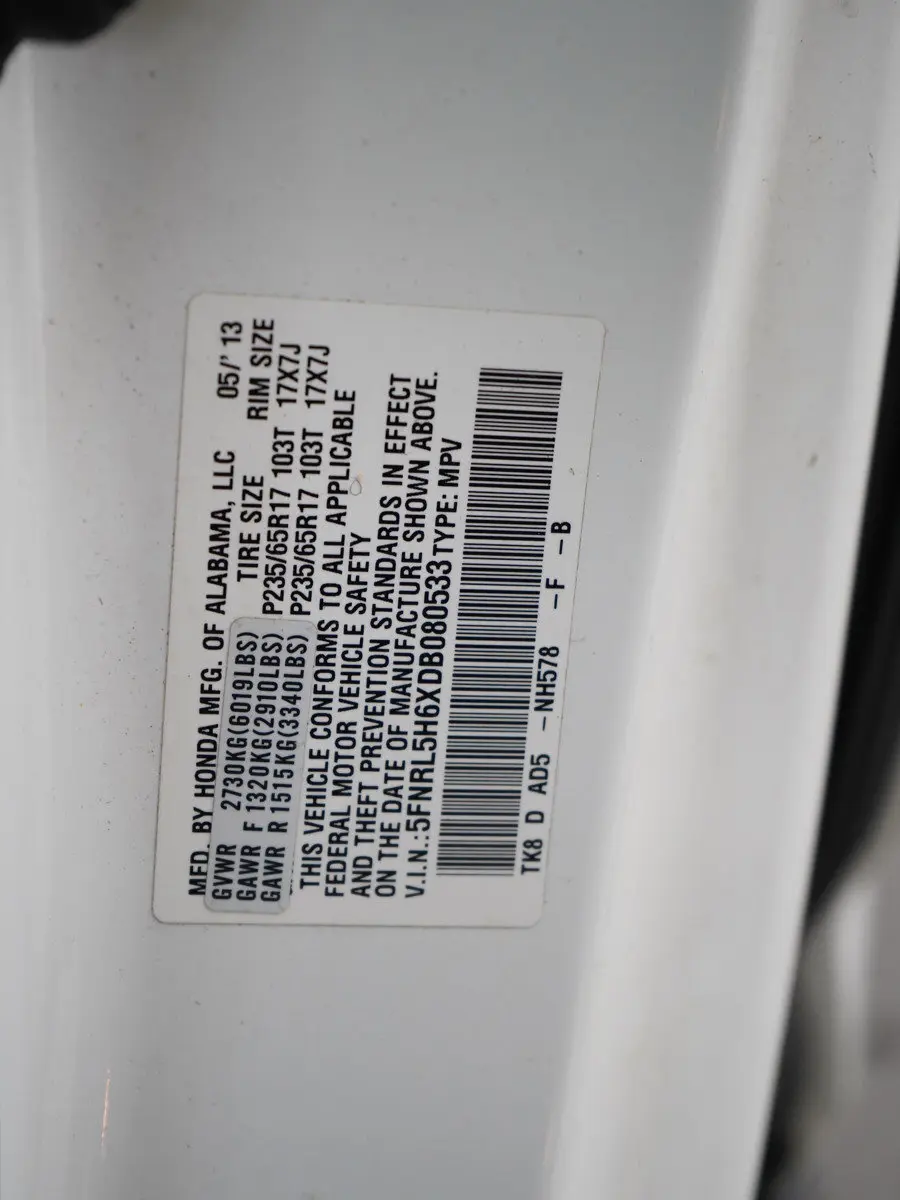 MFD. BY HONDA MFG. OF ALABAMA, LLC 05/' 13
GVWR 2730KG(6019LBS) TIRE SIZE RIM SIZE
GAWR F 1320KG(2910LBS) P235/65R17 103T 17X7J
GAWR R 1515KG(3340LBS) P235/65R17 103T 17X7J
THIS VEHICLE CONFORMS TO ALL APPLICABLE
FEDERAL MOTOR VEHICLE SAFETY
AND THEFT PREVENTION STANDARDS IN EFFECT
ON THE DATE OF MANUFACTURE SHOWN ABOVE.
V.I.N.:5FNRL5H6XDB080533 TYPE: MPV
TK8 D AD5 -NH578 -F -B